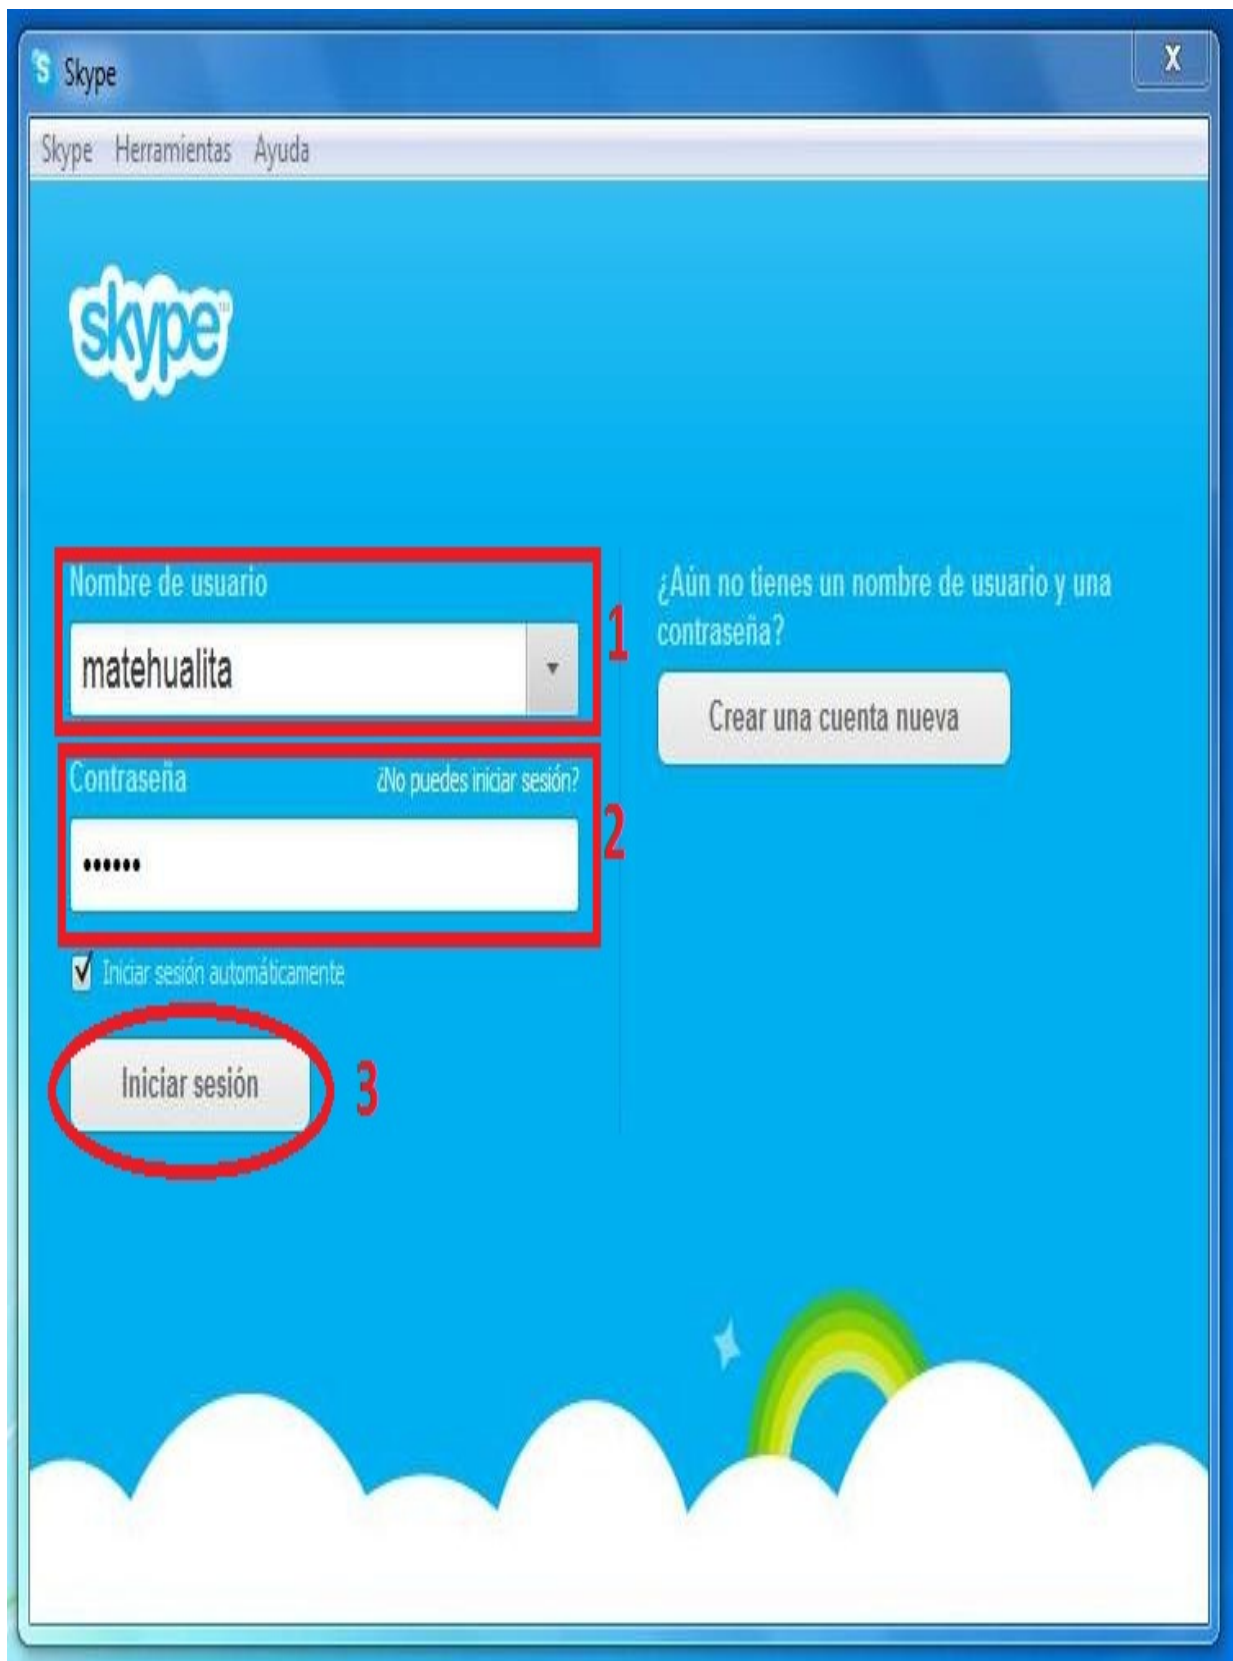 Skype
X
Skype Herramientas Ayuda
skype™
Nombre de usuario
matehualita
1
Contraseña ¿No puedes iniciar sesión?
••••••
2
Iniciar sesión automáticamente
Iniciar sesión
3
¿Aún no tienes un nombre de usuario y una
contraseña?
Crear una cuenta nueva